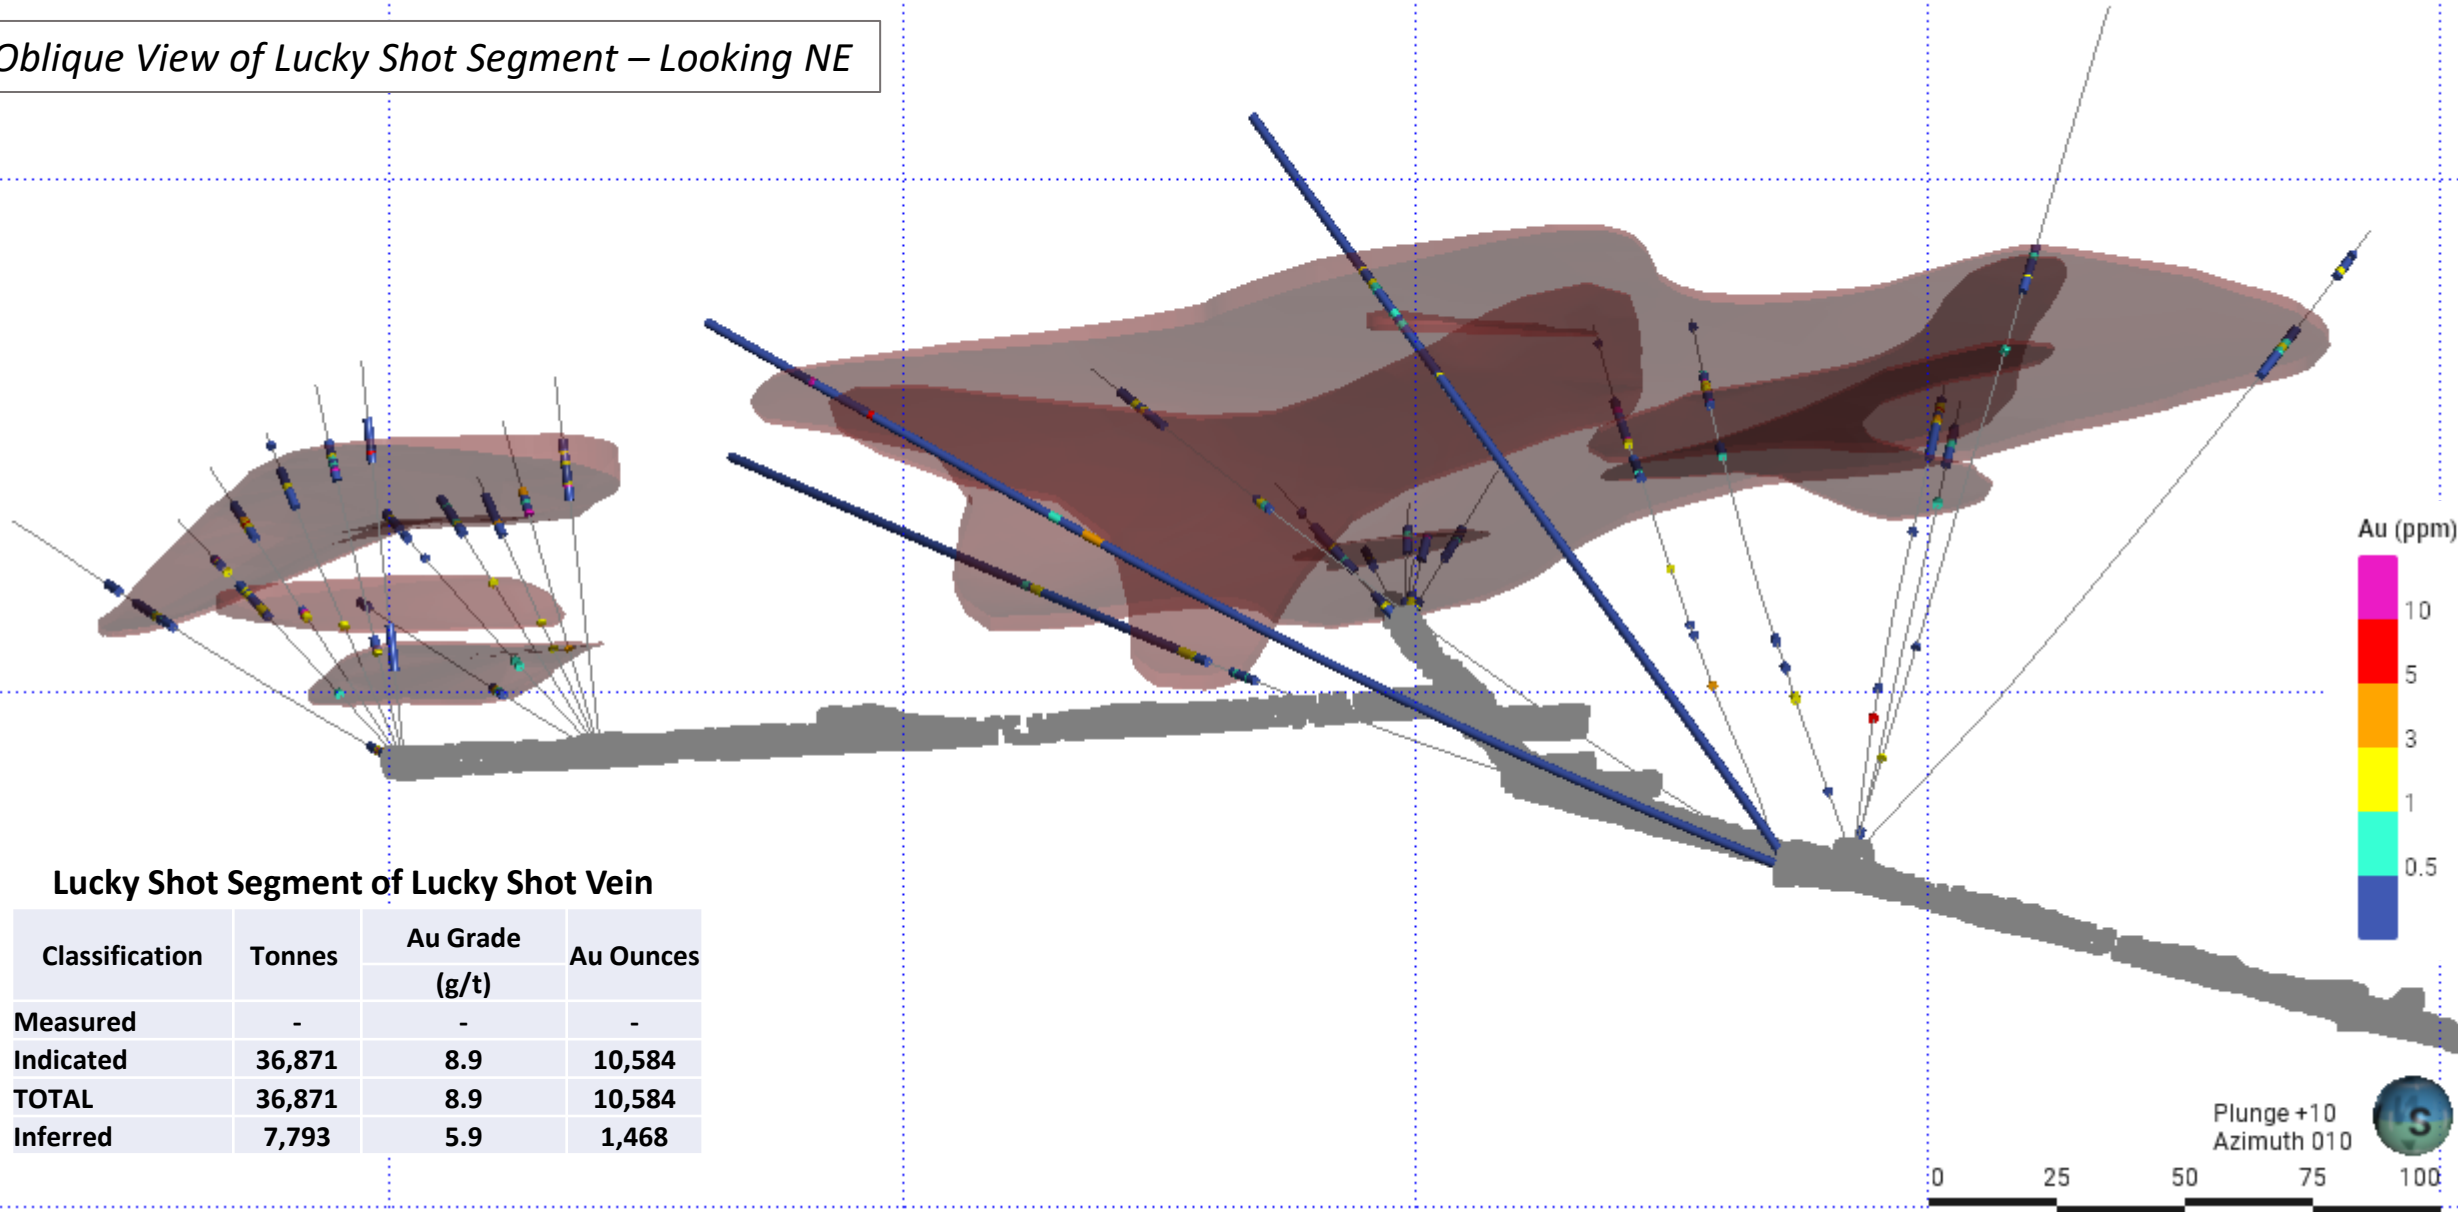 Oblique View of Lucky Shot Segment – Looking NE
Au (ppm)
10
5
3
1
0.5
Lucky Shot Segment of Lucky Shot Vein
Classification Tonnes Au Grade (g/t) Au Ounces
Measured - - -
Indicated 36,871 8.9 10,584
TOTAL 36,871 8.9 10,584
Inferred 7,793 5.9 1,468
Plunge +10
Azimuth 010
S
0 25 50 75 100